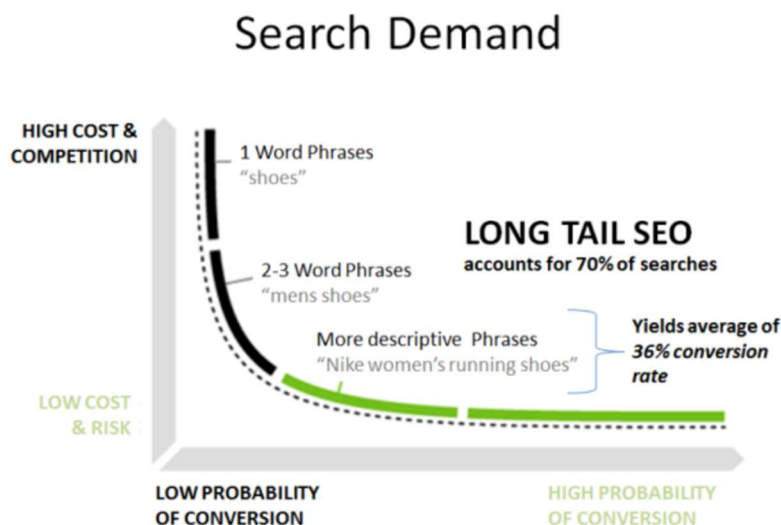 Search Demand
HIGH COST &
COMPETITION
1 Word Phrases
“shoes”
LONG TAIL SEO
accounts for 70% of searches
2-3 Word Phrases
“mens shoes”
More descriptive Phrases
“Nike women’s running shoes”
Yields average of
36% conversion
rate
LOW COST
& RISK
LOW PROBABILITY
OF CONVERSION
HIGH PROBABILITY
OF CONVERSION